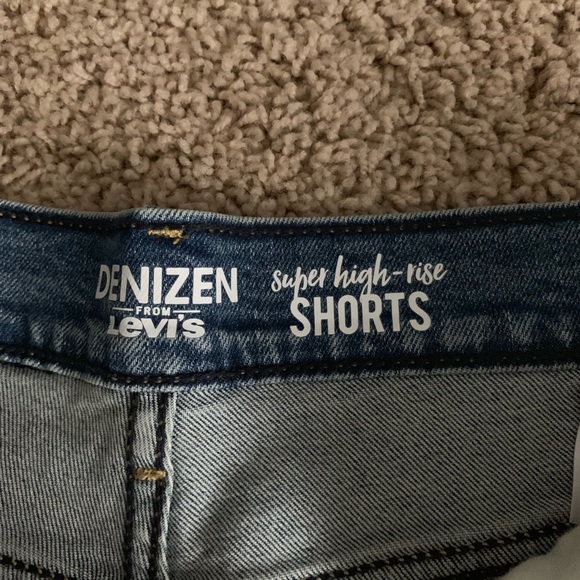 DENIZEN
FROM
Levi's
super high-rise
SHORTS